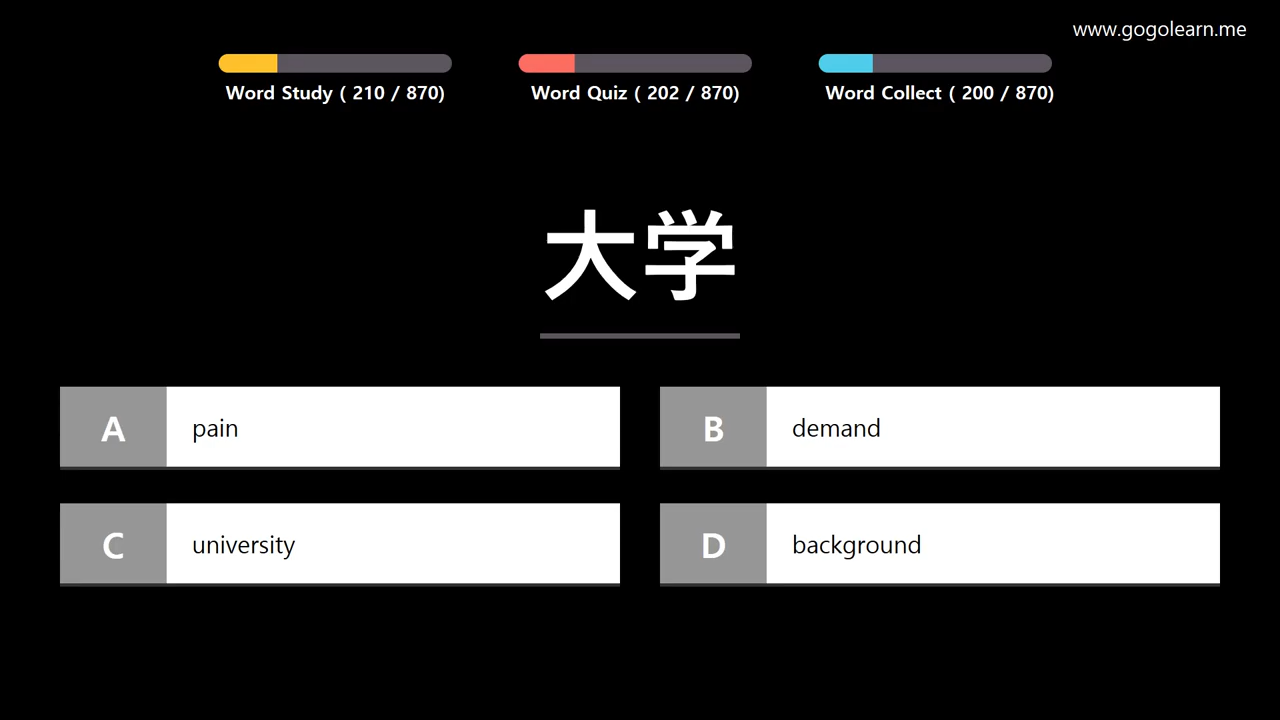 www.gogolearn.me
Word Study ( 210 / 870)
Word Quiz ( 202 / 870)
Word Collect ( 200 / 870)
大学
A pain
B demand
C university
D background